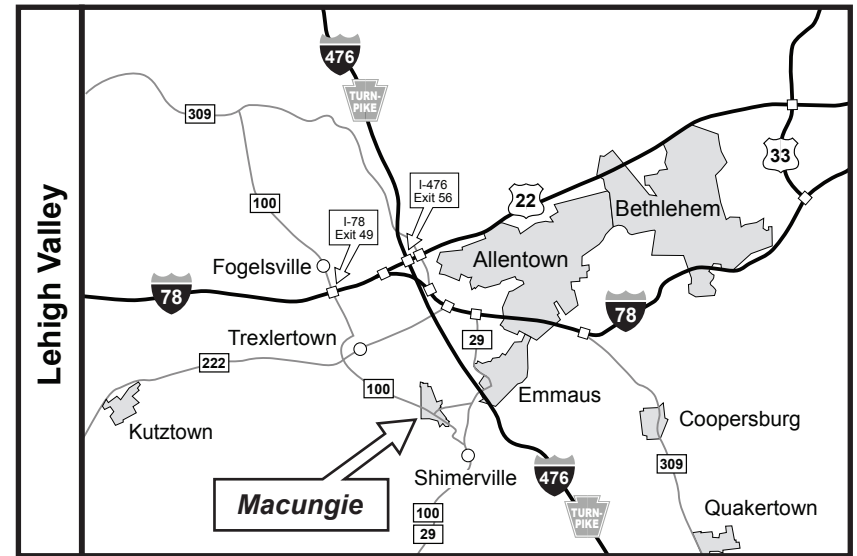 Lehigh Valley
476
TURN-
PIKE
309
33
100
I-78
Exit 49
I-476
Exit 56
22
Bethlehem
Fogelsville
Allentown
78
78
Trexlertown
29
222
100
Emmaus
Kutztown
Coopersburg
Shimerville
309
476
Macungie
TURN-
PIKE
100
29
Quakertown